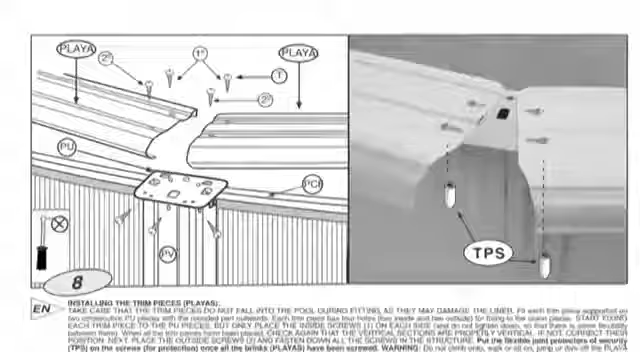 PLAYA
PLAYA
2º
1º
T
2º
PU
PCI
PV
TPS
8
EN
INSTALLING THE TRIM PIECES (PLAYAS):
TAKE CARE THAT THE TRIM PIECES DO NOT FALL INTO THE POOL DURING FITTING, AS THEY MAY DAMAGE THE LINER. Fit each trim piece supported on
two consecutive PU pieces with the rounded part outwards. Each trim piece has four holes (two inside and two outside) for fixing to the union piece. START FIXING
EACH TRIM PIECE TO THE PU PIECES, BUT ONLY PLACE THE INSIDE SCREWS (1) ON EACH SIDE (and do not tighten down, so that there is some flexibility
between them). When all the trim pieces have been placed, CHECK AGAIN THAT THE VERTICAL SECTIONS ARE PROPERLY VERTICAL. IF NOT, CORRECT THEIR
POSITION. NEXT, PLACE THE OUTSIDE SCREWS (2) AND FASTEN DOWN ALL THE SCREWS IN THE STRUCTURE. Put the flexible joint protectors of security
(TPS) on the screws (for protection) once all the brinks (PLAYAS) have been screwed. WARNING: Do not climb onto, walk or sit on, jump or dive off the PLAYA